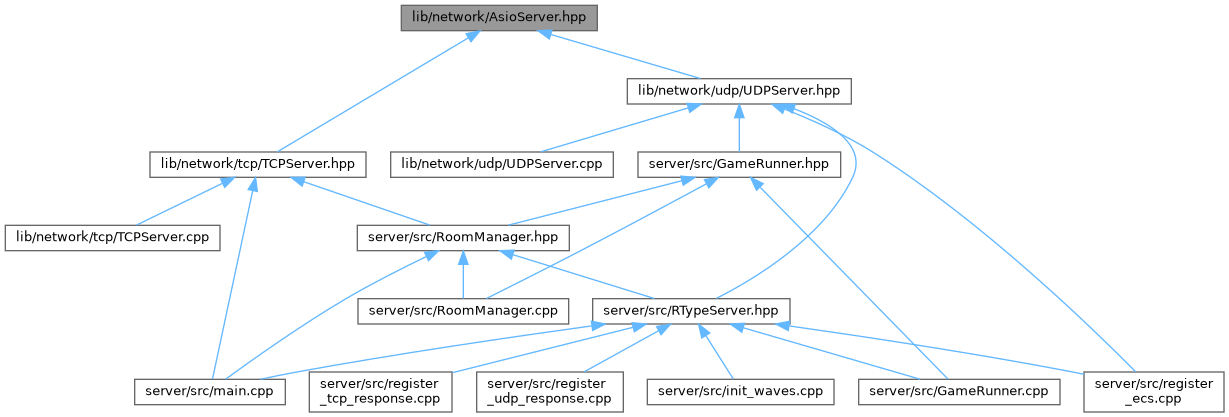 lib/network/AsioServer.hpp
lib/network/udp/UDPServer.hpp
lib/network/tcp/TCPServer.hpp
lib/network/udp/UDPServer.cpp
server/src/GameRunner.hpp
lib/network/tcp/TCPServer.cpp
server/src/RoomManager.hpp
server/src/RoomManager.cpp
server/src/RTypeServer.hpp
server/src/main.cpp
server/src/register
_tcp_response.cpp
server/src/register
_udp_response.cpp
server/src/init_waves.cpp
server/src/GameRunner.cpp
server/src/register
_ecs.cpp